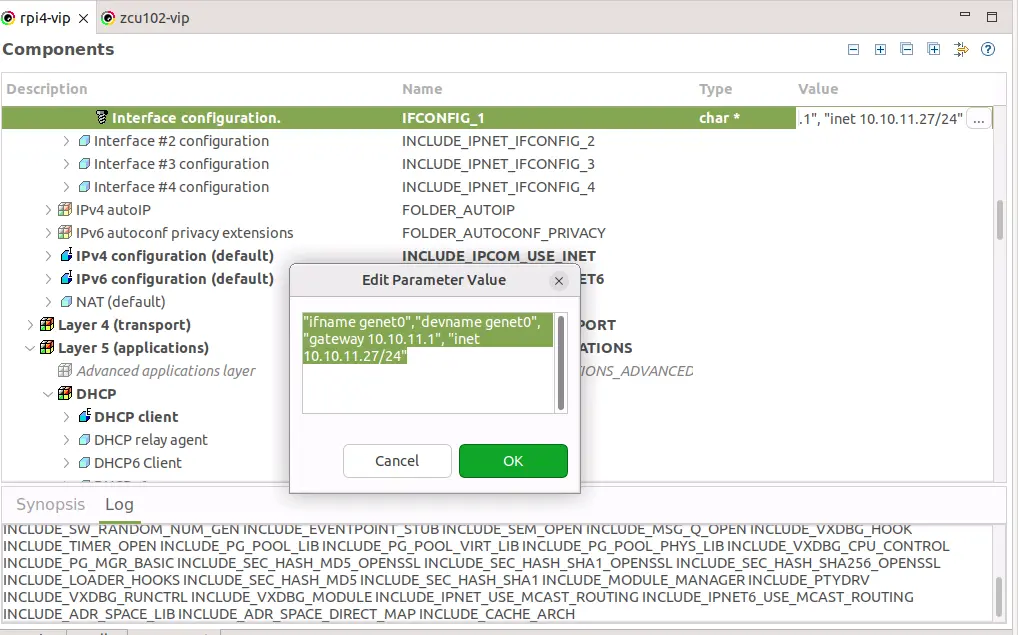 rpi4-vip
zcu102-vip
Components
Description Name Type Value
Interface configuration. IFCONFIG_1 char * .1", "inet 10.10.11.27/24" ...
Interface #2 configuration INCLUDE_IPNET_IFCONFIG_2
Interface #3 configuration INCLUDE_IPNET_IFCONFIG_3
Interface #4 configuration INCLUDE_IPNET_IFCONFIG_4
IPv4 autoIP FOLDER_AUTOIP
IPv6 autoconf privacy extensions FOLDER_AUTOCONF_PRIVACY
IPv4 configuration (default) INCLUDE_IPCOM_USE_INET
IPv6 configuration (default) ET6
NAT (default)
Layer 4 (transport) PORT
Layer 5 (applications) ATIONS
Advanced applications layer IONS_ADVANCED
DHCP
DHCP client
DHCP relay agent
DHCP6 Client
Edit Parameter Value
"ifname genet0","devname genet0",
"gateway 10.10.11.1", "inet
10.10.11.27/24"
Cancel OK
Synopsis Log
INCLUDE_SW_RANDOM_NUM_GEN INCLUDE_EVENTPOINT_STUB INCLUDE_SEM_OPEN INCLUDE_MSG_Q_OPEN INCLUDE_VXDBG_HOOK
INCLUDE_TIMER_OPEN INCLUDE_PG_POOL_LIB INCLUDE_PG_POOL_VIRT_LIB INCLUDE_PG_POOL_PHYS_LIB INCLUDE_VXDBG_CPU_CONTROL
INCLUDE_PG_MGR_BASIC INCLUDE_SEC_HASH_MD5_OPENSSL INCLUDE_SEC_HASH_SHA1_OPENSSL INCLUDE_SEC_HASH_SHA256_OPENSSL
INCLUDE_LOADER_HOOKS INCLUDE_SEC_HASH_MD5 INCLUDE_SEC_HASH_SHA1 INCLUDE_MODULE_MANAGER INCLUDE_PTYDRV
INCLUDE_VXDBG_RUNCTRL INCLUDE_VXDBG_MODULE INCLUDE_IPNET_USE_MCAST_ROUTING INCLUDE_IPNET6_USE_MCAST_ROUTING
INCLUDE_ADR_SPACE_LIB INCLUDE_ADR_SPACE_DIRECT_MAP INCLUDE_CACHE_ARCH